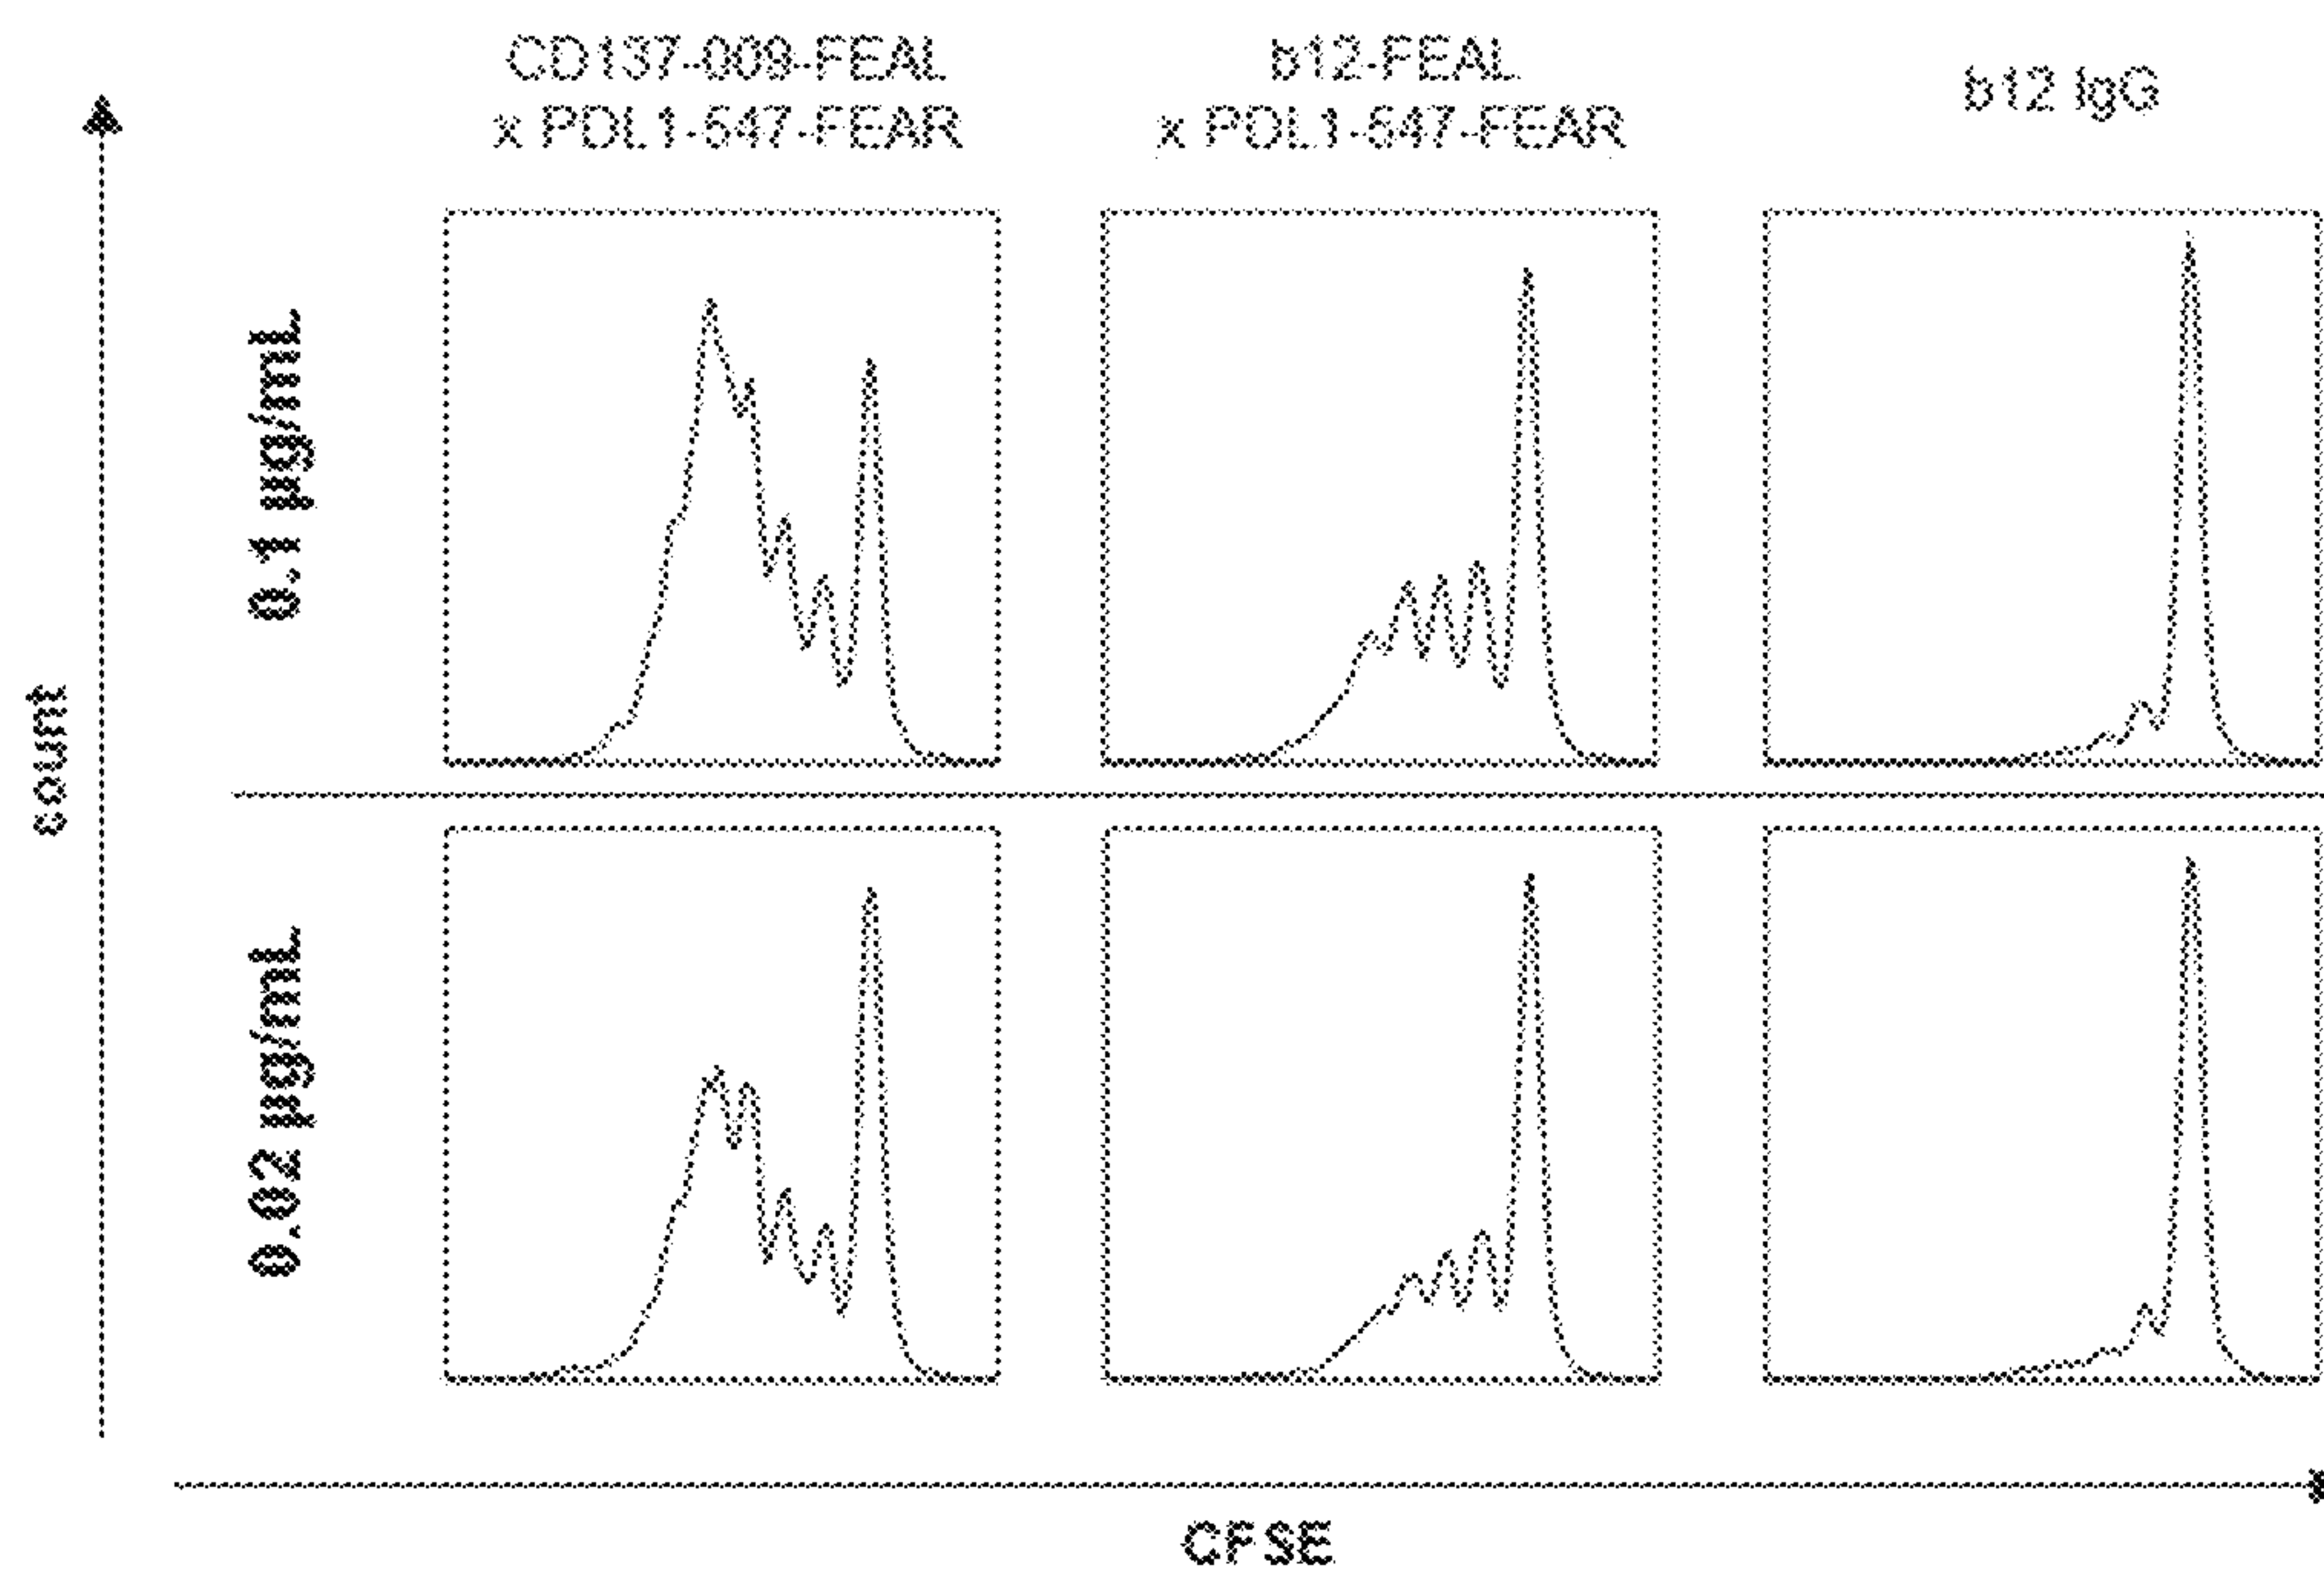 CD137-009-FEAL
x PDL1-547-FEAR
b12-FEAL
x PDL1-547-FEAR
b12 IgG
0.1 µg/mL
0.02 µg/mL
count
CFSE